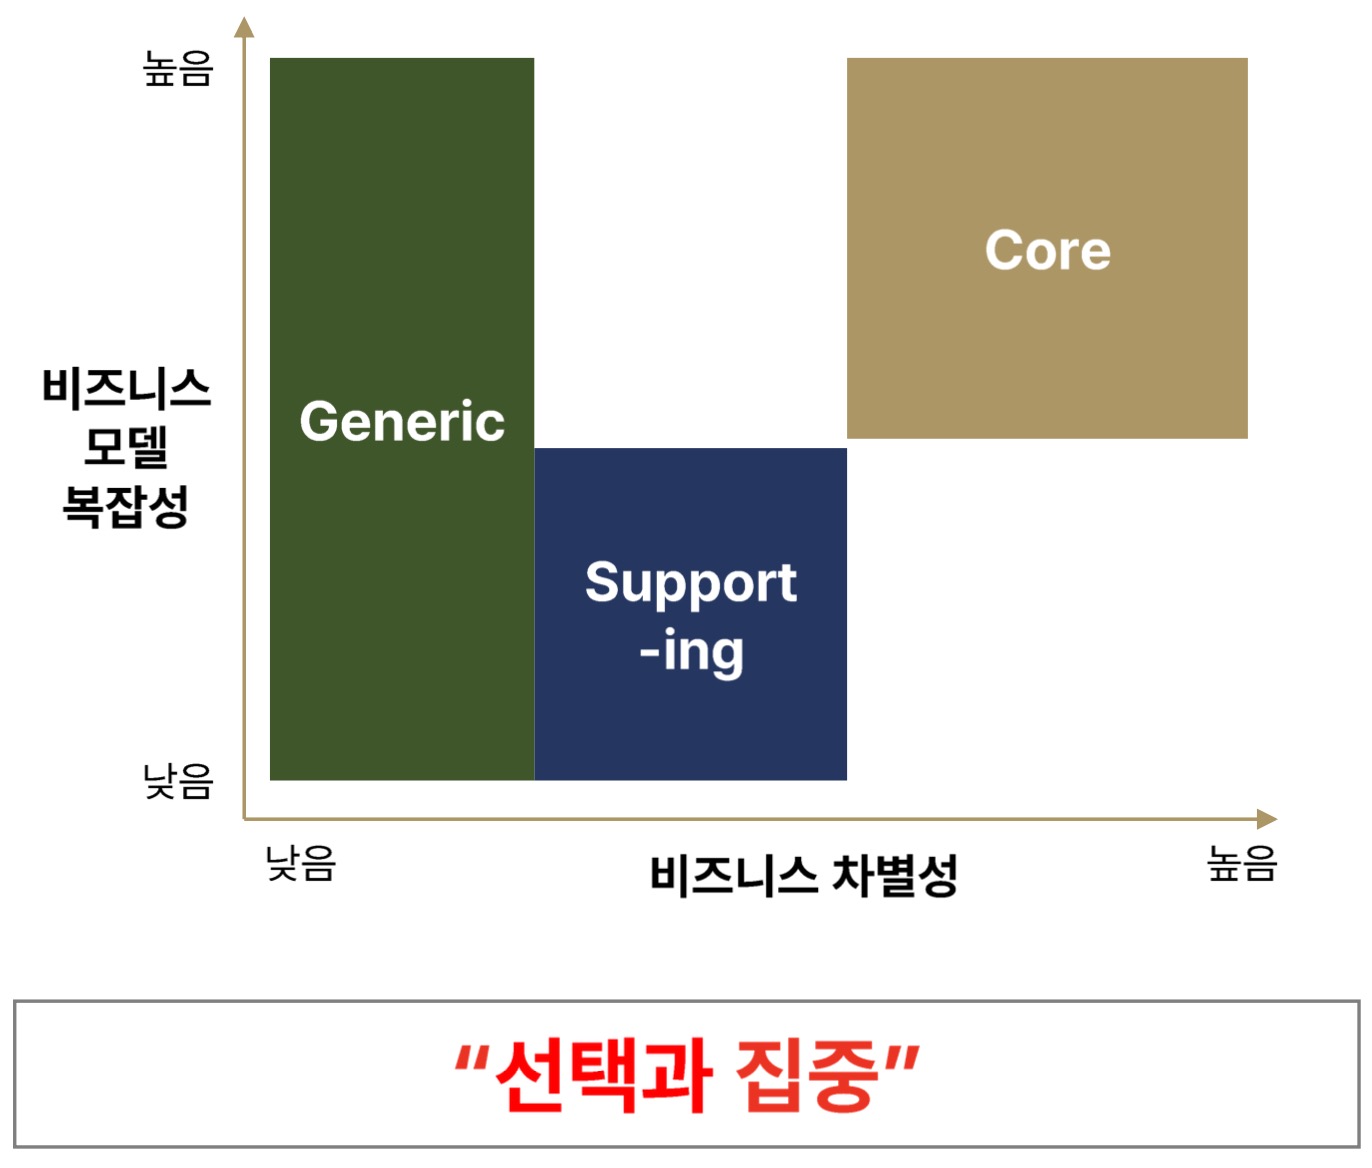 높음
Core
비즈니스
모델
복잡성
Generic
Support
-ing
낮음
낮음
비즈니스 차별성
높음
“선택과 집중”